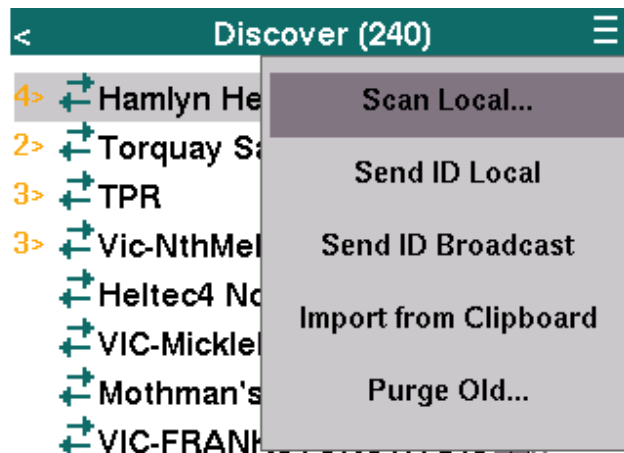 < Discover (240)
4> Hamlyn He
Scan Local...
2> Torquay Sa
Send ID Local
3> TPR
3> Vic-NthMel
Send ID Broadcast
Heltec4 No
Import from Clipboard
VIC-Mickle
Mothman's
Purge Old...
VIC-FRANK